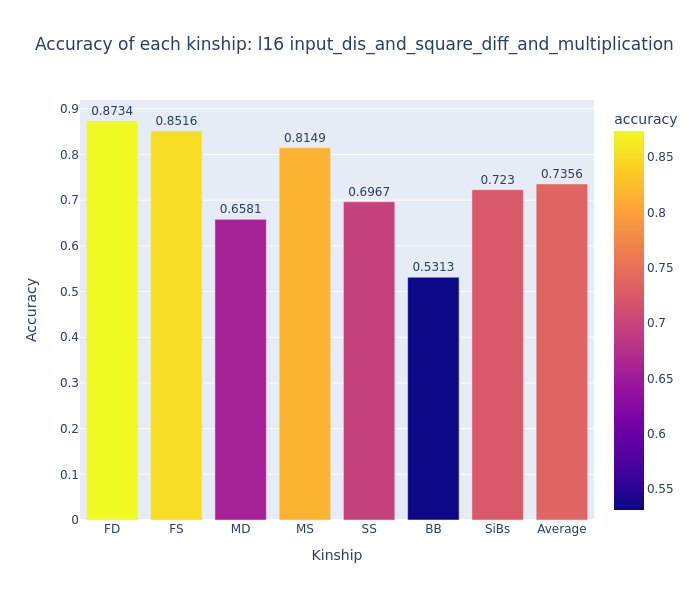 Accuracy of each kinship: l16 input_dis_and_square_diff_and_multiplication
accuracy
0.9
0.8
0.7
0.6
0.5
0.4
0.3
0.2
0.1
0
Accuracy
0.8734
0.8516
0.6581
0.8149
0.6967
0.5313
0.723
0.7356
FD
FS
MD
MS
SS
BB
SiBs
Average
Kinship
0.85
0.8
0.75
0.7
0.65
0.6
0.55